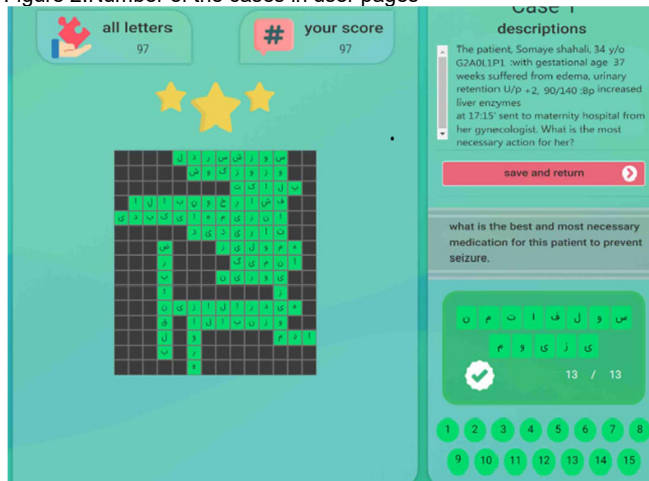 Figure 2:Number of the cases in user pages
all letters
97
#
your score
97
س و ز ش س ر د ل
و ز و ز گ و ش
پ ل ا ک ت
ف ش ا ر خ و ن ب ا ل ا
ا ن ز ی م ه ا ی ک ب د ی
ت ا ر ی د ی د
ه م و ل ی ز ض
ا ن م ی گ ر
ی و ر ی ن ب
ز ا
ه ی د ر ا ل ا ز ی ن
و ز ن ب ا ل ا ق
ا د م و ل
ر ب
ه
Case 1
descriptions
The patient, Somaye shahali, 34 y/o
G2A0L1P1 :with gestational age 37
weeks suffered from edema, urinary
retention U/p +2, 90/140 :Bp increased
liver enzymes
at 17:15' sent to maternity hospital from
her gynecologist. What is the most
necessary action for her?
save and return
what is the best and most necessary
medication for this patient to prevent
seizure.
س و ل ف ا ت م ن
ی ز ی و م
13 / 13
1 2 3 4 5 6 7 8
9 10 11 12 13 14 15